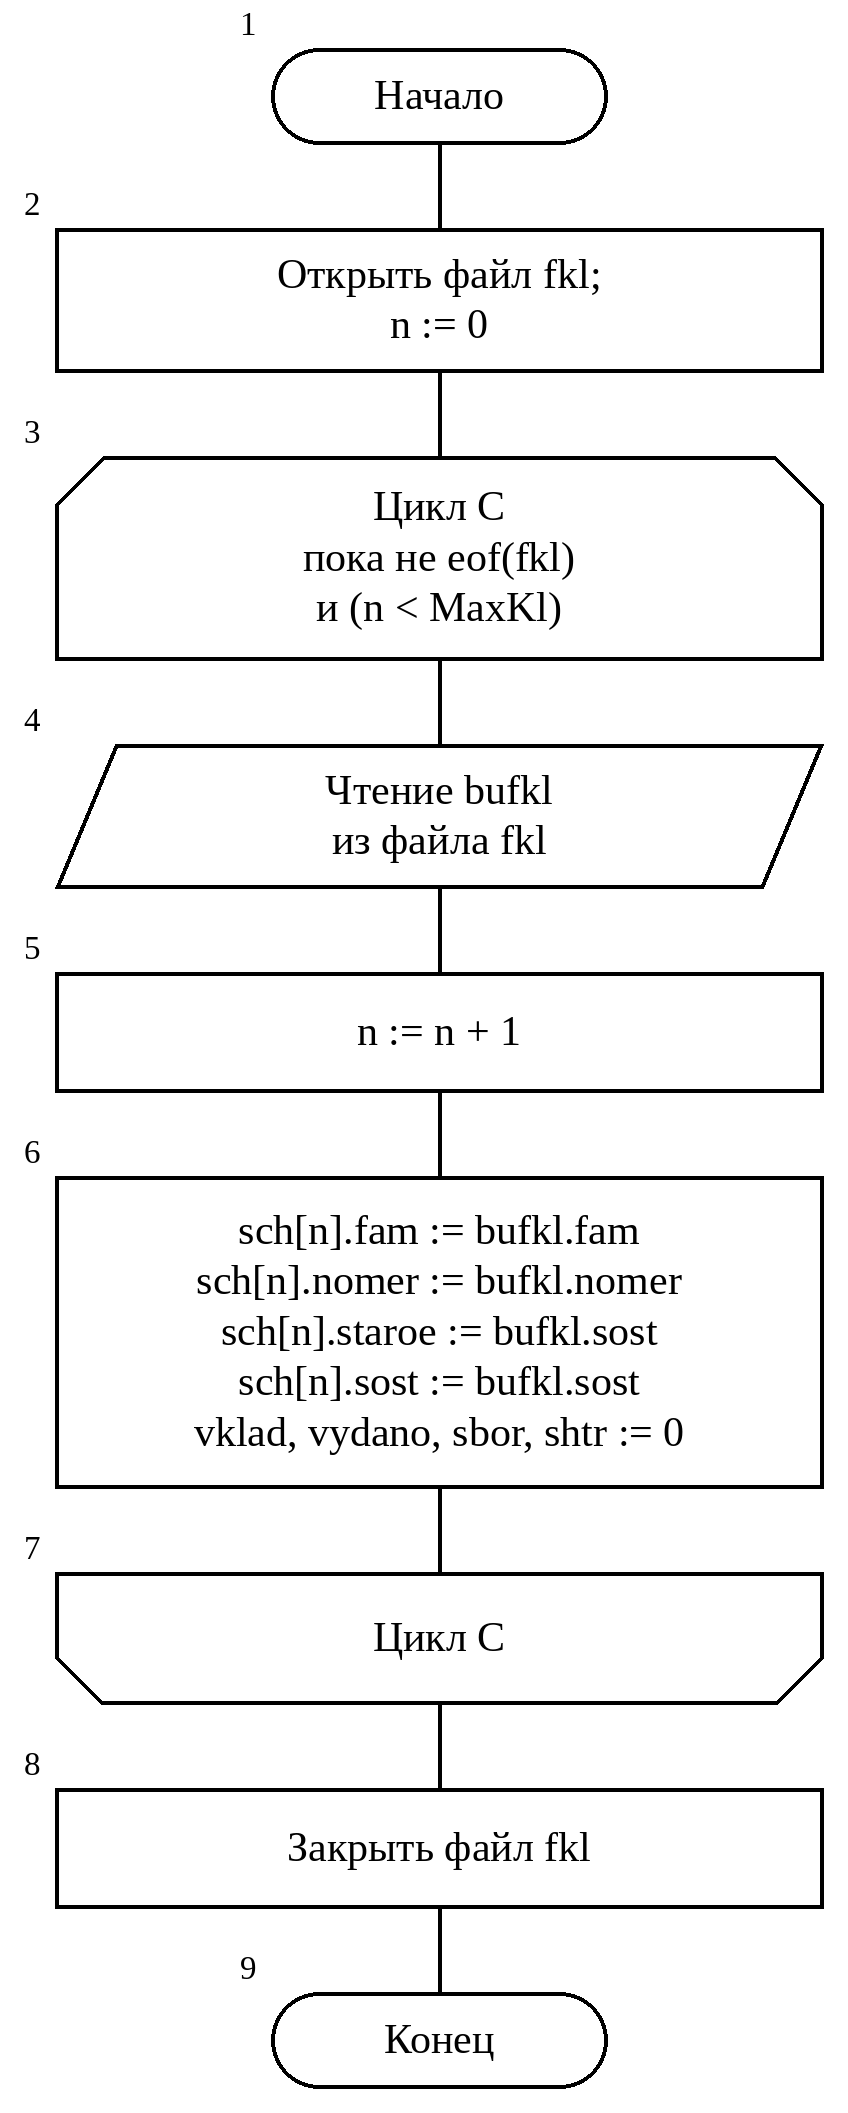 1
Начало
2
Открыть файл fkl;
n := 0
3
Цикл C
пока не eof(fkl)
и (n < MaxKl)
4
Чтение bufkl
из файла fkl
5
n := n + 1
6
sch[n].fam := bufkl.fam
sch[n].nomer := bufkl.nomer
sch[n].staroe := bufkl.sost
sch[n].sost := bufkl.sost
vklad, vydano, sbor, shtr := 0
7
Цикл C
8
Закрыть файл fkl
9
Конец